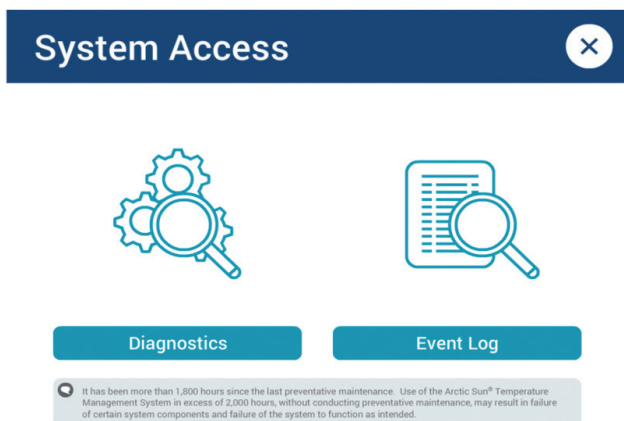 System Access
Diagnostics
Event Log
It has been more than 1,800 hours since the last preventative maintenance. Use of the Arctic Sun® Temperature
Management System in excess of 2,000 hours, without conducting preventative maintenance, may result in failure
of certain system components and failure of the system to function as intended.